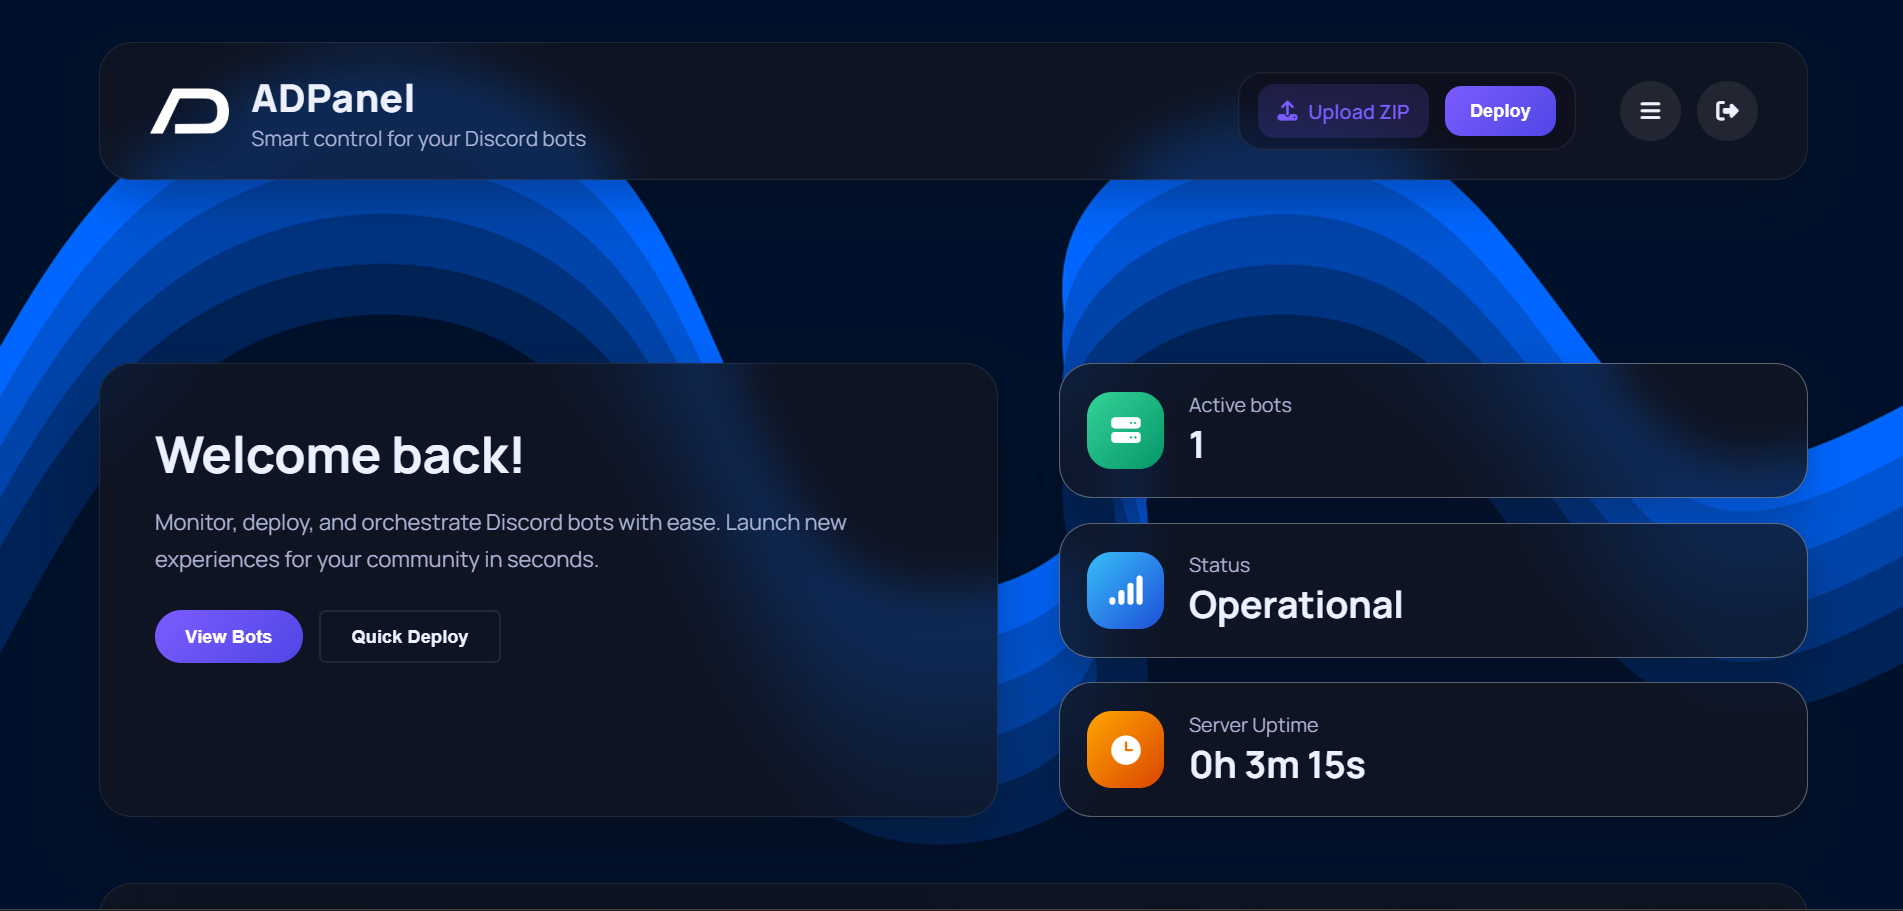 ADPanel
Smart control for your Discord bots
Upload ZIP
Deploy
Welcome back!
Monitor, deploy, and orchestrate Discord bots with ease. Launch new
experiences for your community in seconds.
View Bots
Quick Deploy
Active bots
1
Status
Operational
Server Uptime
0h 3m 15s